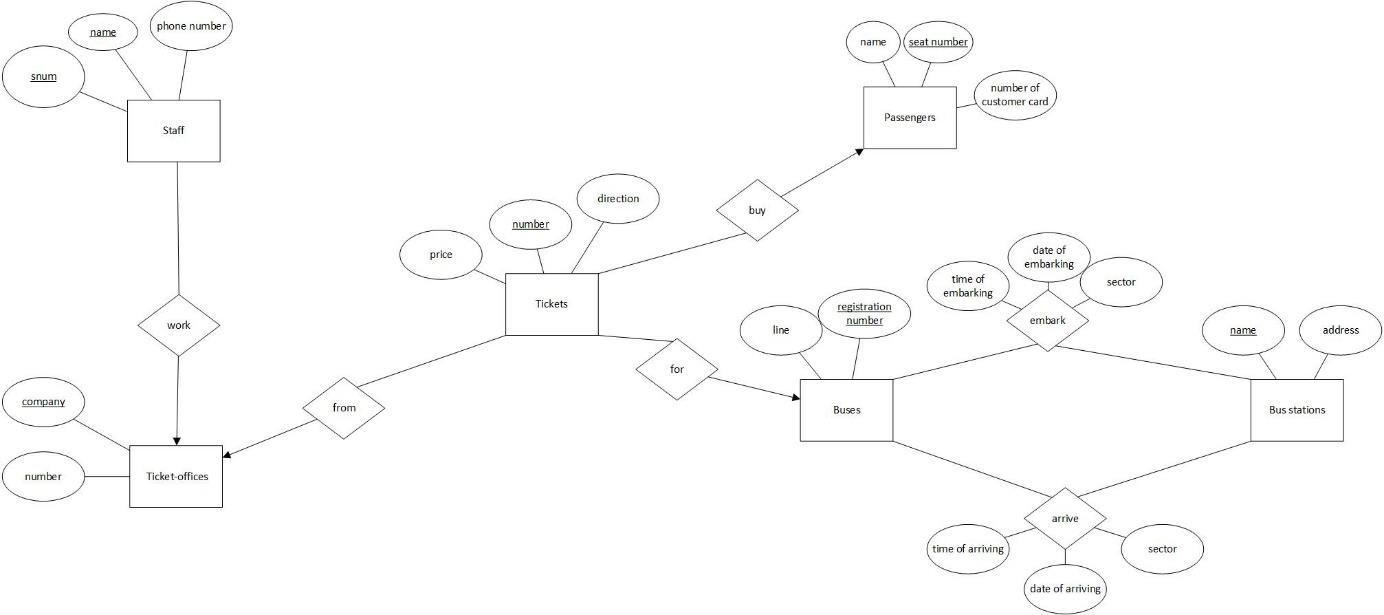 snum
name
phone number
Staff
work
company
number
Ticket-offices
from
price
number
direction
Tickets
buy
name
seat number
number of
customer card
Passengers
for
line
registration
number
Buses
time of
embarking
date of
embarking
sector
embark
name
address
Bus stations
arrive
time of arriving
date of arriving
sector